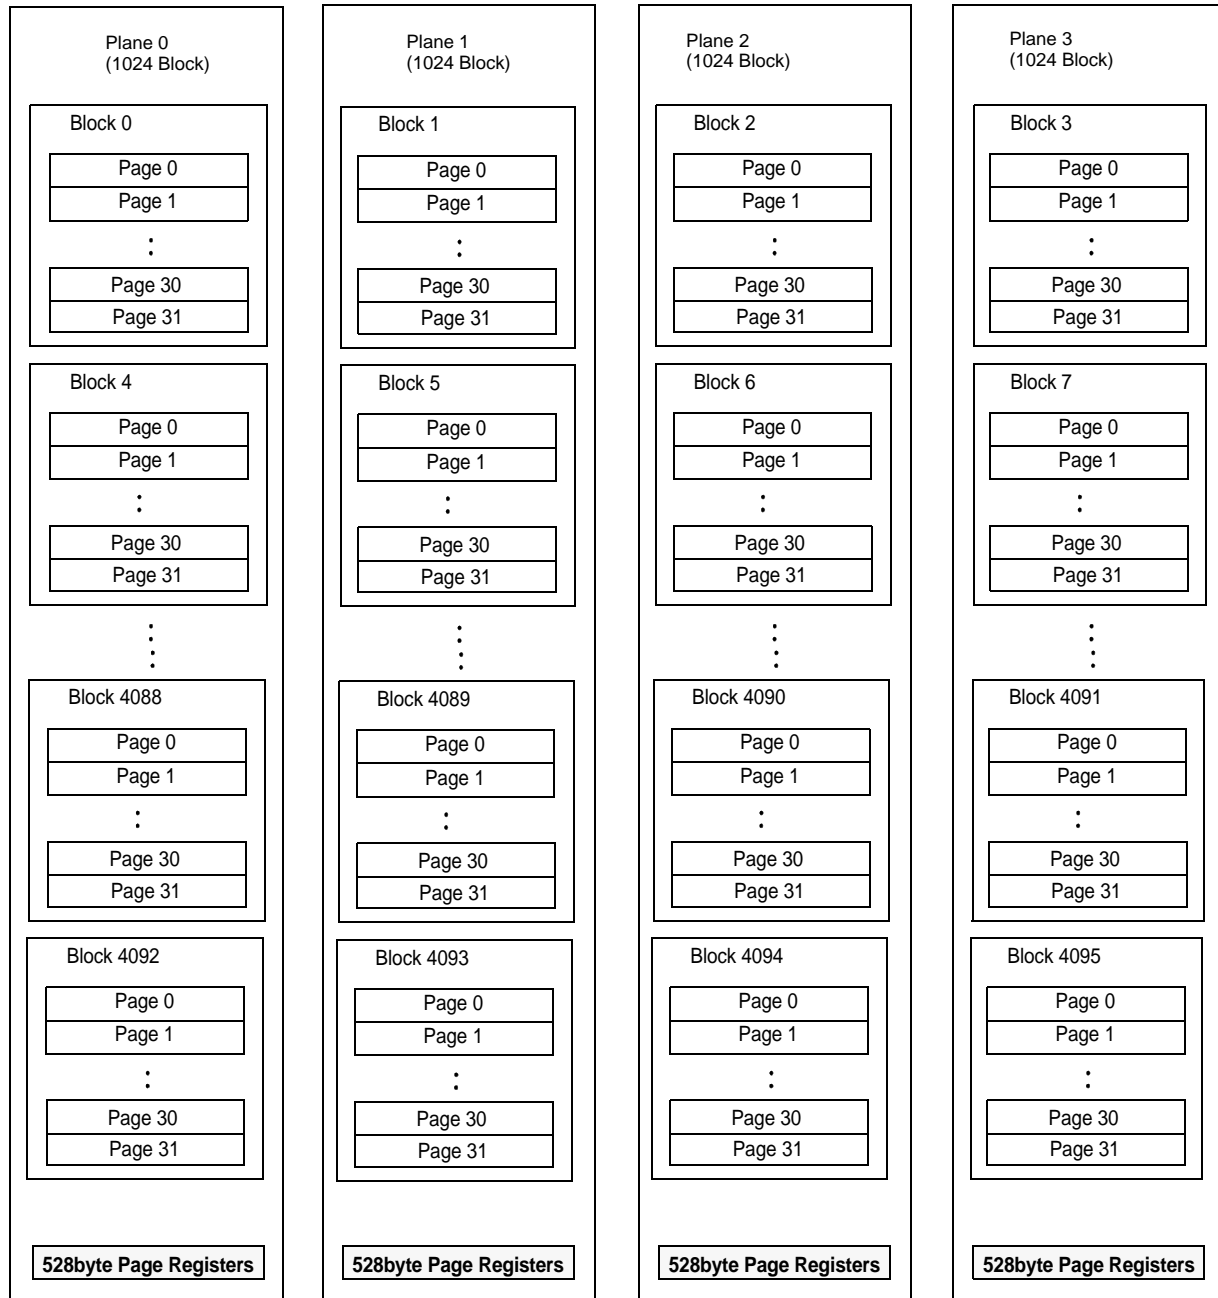 Plane 0
(1024 Block)
Block 0
Page 0
Page 1
Page 30
Page 31
Block 4
Page 0
Page 1
Page 30
Page 31
Block 4088
Page 0
Page 1
Page 30
Page 31
Block 4092
Page 0
Page 1
Page 30
Page 31
528byte Page Registers
Plane 1
(1024 Block)
Block 1
Page 0
Page 1
Page 30
Page 31
Block 5
Page 0
Page 1
Page 30
Page 31
Block 4089
Page 0
Page 1
Page 30
Page 31
Block 4093
Page 0
Page 1
Page 30
Page 31
528byte Page Registers
Plane 2
(1024 Block)
Block 2
Page 0
Page 1
Page 30
Page 31
Block 6
Page 0
Page 1
Page 30
Page 31
Block 4090
Page 0
Page 1
Page 30
Page 31
Block 4094
Page 0
Page 1
Page 30
Page 31
528byte Page Registers
Plane 3
(1024 Block)
Block 3
Page 0
Page 1
Page 30
Page 31
Block 7
Page 0
Page 1
Page 30
Page 31
Block 4091
Page 0
Page 1
Page 30
Page 31
Block 4095
Page 0
Page 1
Page 30
Page 31
528byte Page Registers